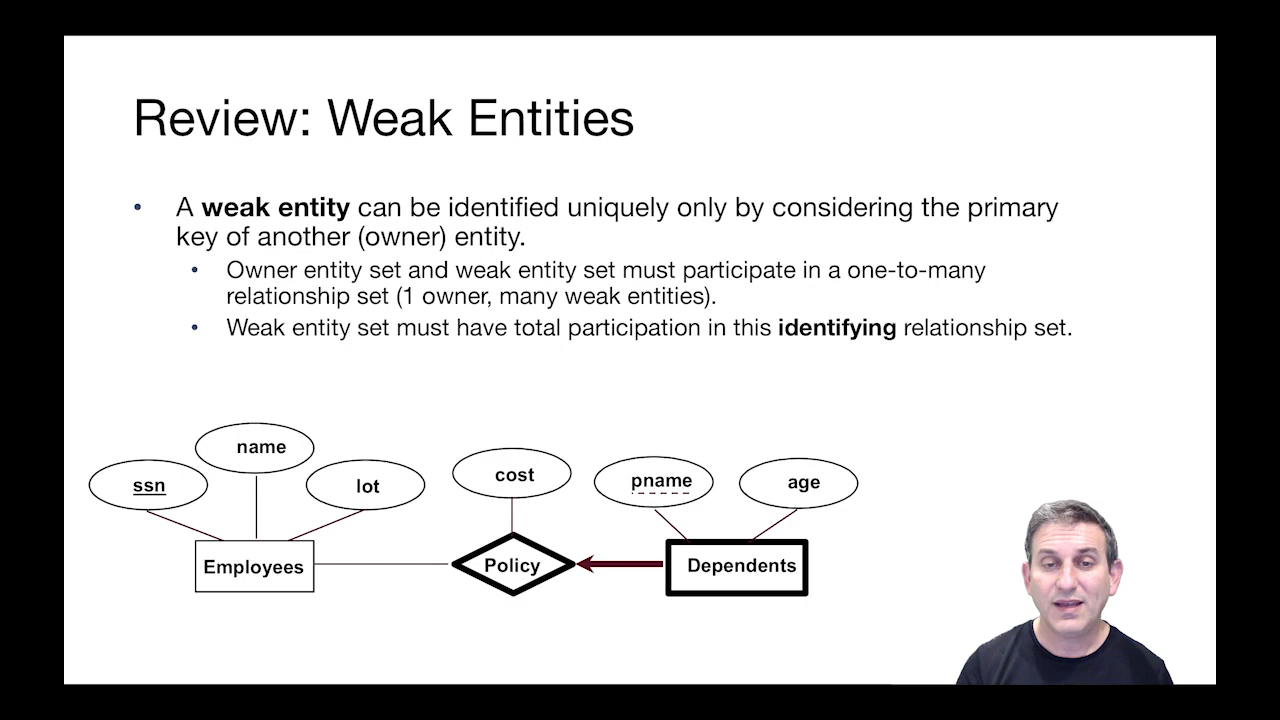 Review: Weak Entities
• A weak entity can be identified uniquely only by considering the primary
key of another (owner) entity.
• Owner entity set and weak entity set must participate in a one-to-many
relationship set (1 owner, many weak entities).
• Weak entity set must have total participation in this identifying relationship set.
name
ssn
lot
cost
pname
age
Employees
Policy
Dependents